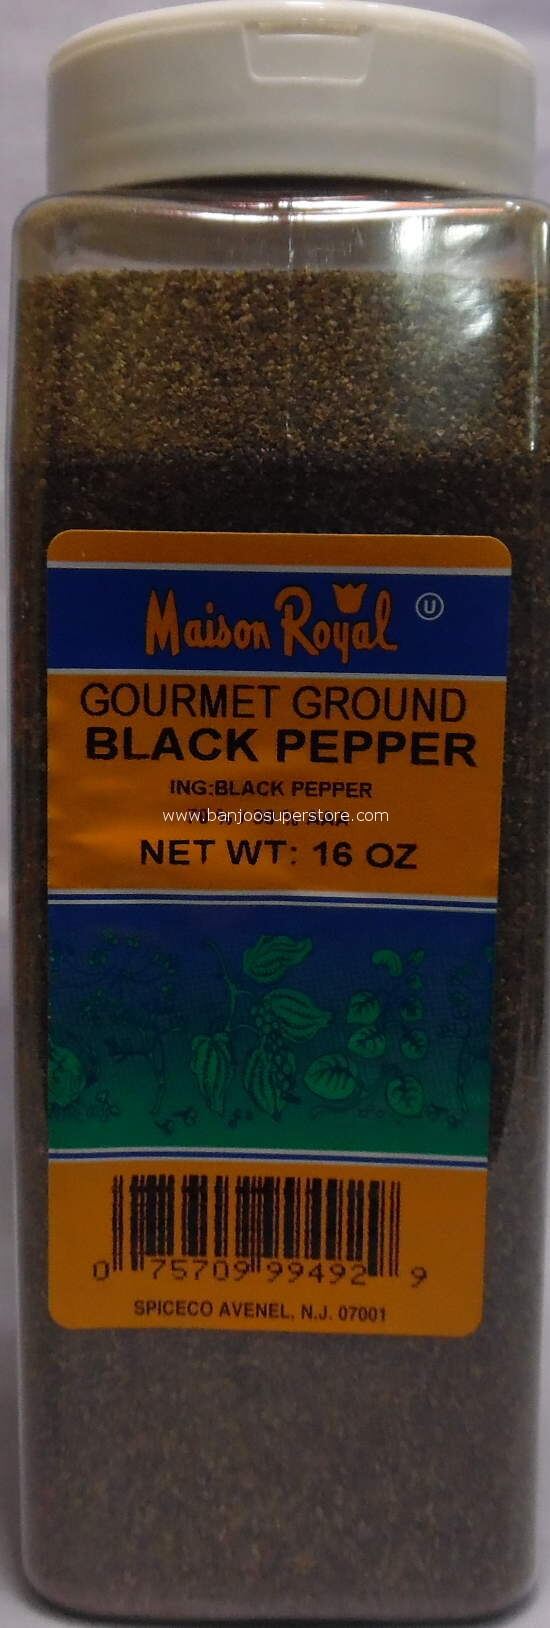 Maison Royal
U
GOURMET GROUND
BLACK PEPPER
ING:BLACK PEPPER
www.banjoosuperstore.com
NET WT: 16 OZ
0 75709 99492 9
SPICECO AVENEL, N.J. 07001